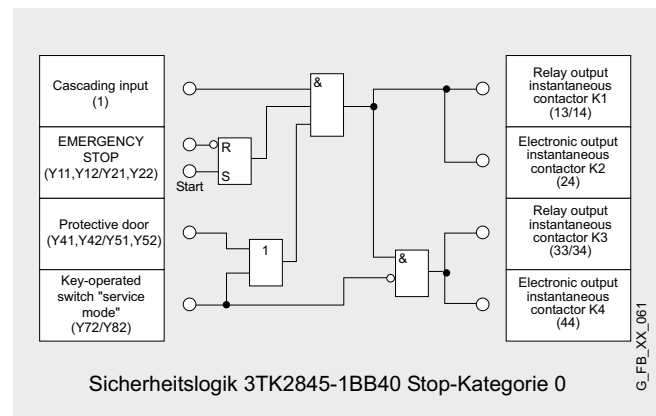 Cascading input
(1)
EMERGENCY
STOP
(Y11,Y12/Y21,Y22)
Protective door
(Y41,Y42/Y51,Y52)
Key-operated
switch "service
mode"
(Y72/Y82)
Start
R
S
1
&
&
Relay output
instantaneous
contactor K1
(13/14)
Electronic output
instantaneous
contactor K2
(24)
Relay output
instantaneous
contactor K3
(33/34)
Electronic output
instantaneous
contactor K4
(44)
G_FB_XX_061
Sicherheitslogik 3TK2845-1BB40 Stop-Kategorie 0